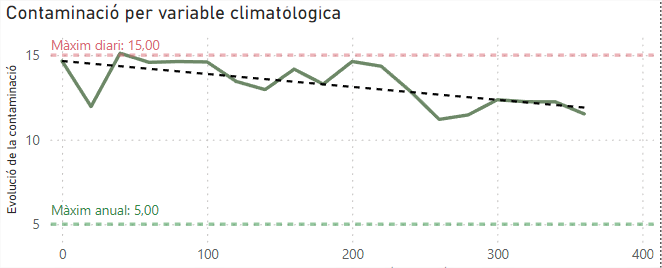 Contaminació per variable climatològica
Evolució de la contaminació
Màxim diari: 15,00
15
10
Màxim anual: 5,00
5
0
100
200
300
400